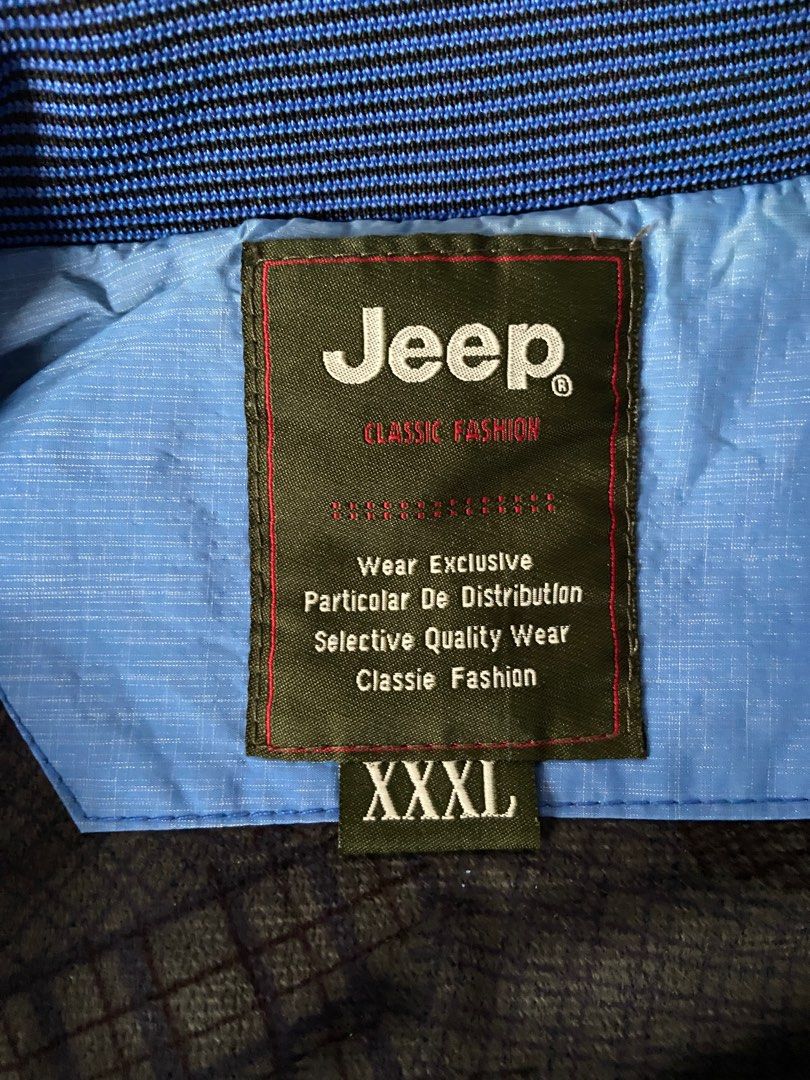 Jeep®
CLASSIC FASHION
Wear Exclusive
Particolar De Distribution
Selective Quality Wear
Classie Fashion
XXXL